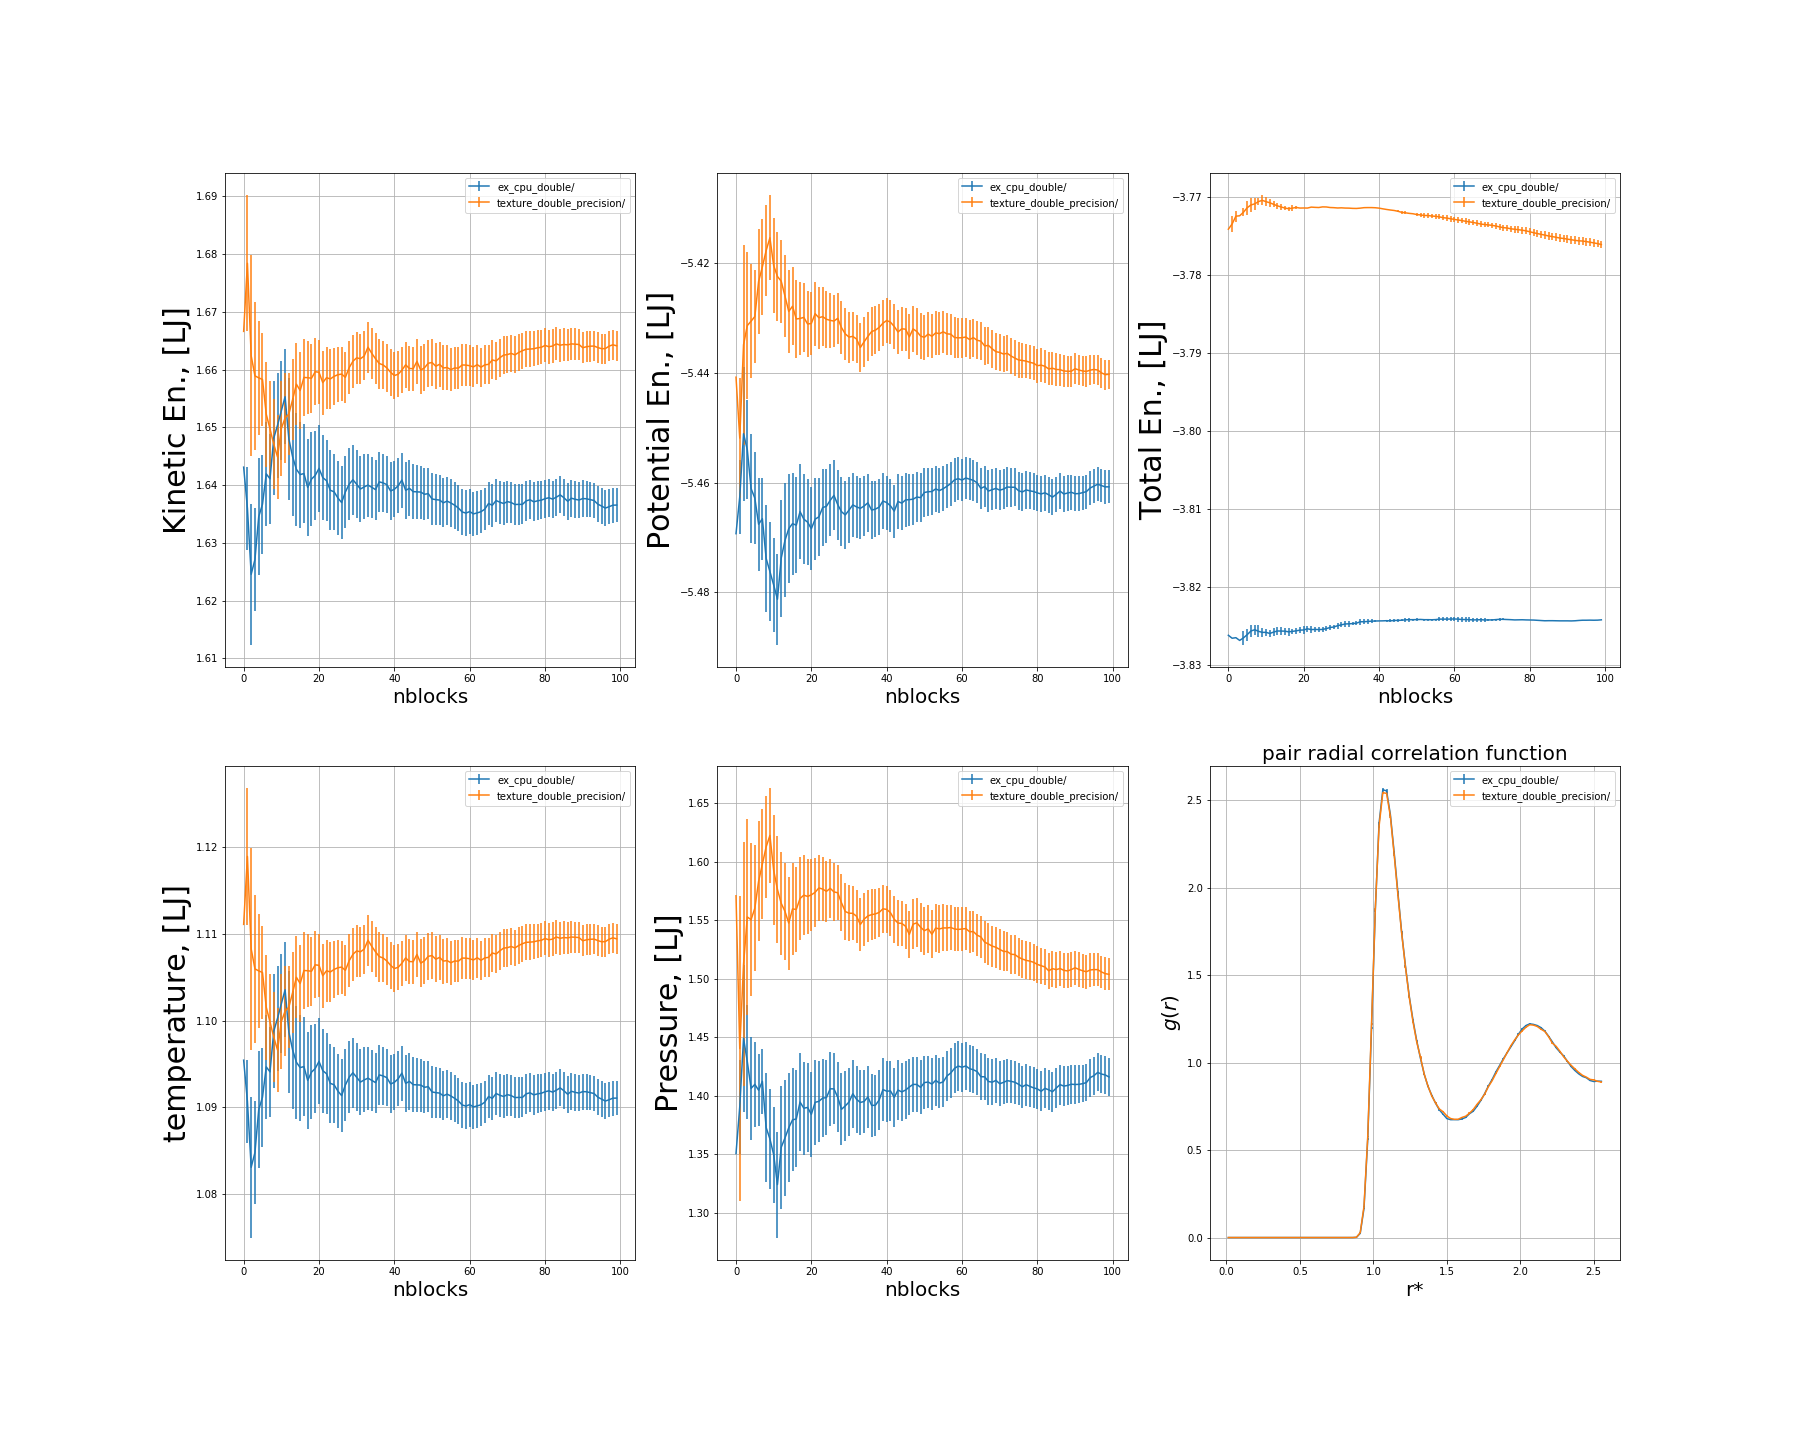 Kinetic En., [LJ]
1.69
1.68
1.67
1.66
1.65
1.64
1.63
1.62
1.61
0 20 40 60 80 100
nblocks
ex_cpu_double/
texture_double_precision/
Potential En., [LJ]
−5.42
−5.44
−5.46
−5.48
0 20 40 60 80 100
nblocks
ex_cpu_double/
texture_double_precision/
Total En., [LJ]
−3.77
−3.78
−3.79
−3.80
−3.81
−3.82
−3.83
0 20 40 60 80 100
nblocks
ex_cpu_double/
texture_double_precision/
temperature, [LJ]
1.12
1.11
1.10
1.09
1.08
0 20 40 60 80 100
nblocks
ex_cpu_double/
texture_double_precision/
Pressure, [LJ]
1.65
1.60
1.55
1.50
1.45
1.40
1.35
1.30
0 20 40 60 80 100
nblocks
ex_cpu_double/
texture_double_precision/
pair radial correlation function
g(r)
2.5
2.0
1.5
1.0
0.5
0.0
0.0 0.5 1.0 1.5 2.0 2.5
r*
ex_cpu_double/
texture_double_precision/